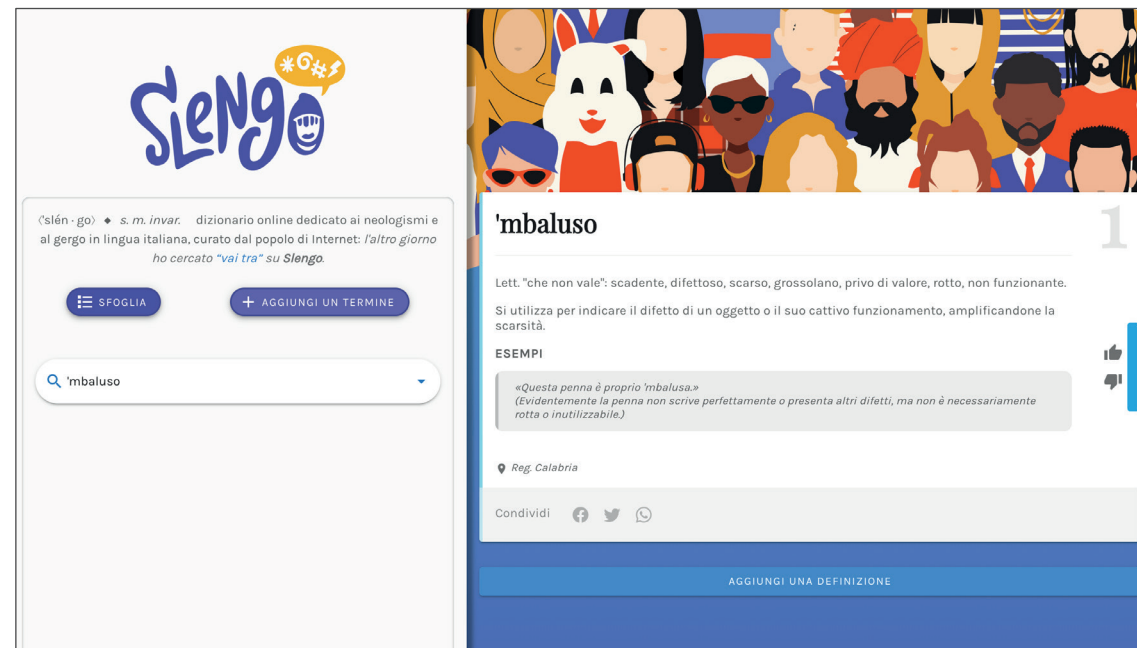 *@#⚡
Slengo
⟨'slén · go⟩ ◆ s. m. invar. dizionario online dedicato ai neologismi e
al gergo in lingua italiana, curato dal popolo di Internet: l'altro giorno
ho cercato “vai tra” su Slengo.
SFOGLIA
AGGIUNGI UN TERMINE
'mbaluso
'mbaluso
1
Lett. "che non vale": scadente, difettoso, scarso, grossolano, privo di valore, rotto, non funzionante.
Si utilizza per indicare il difetto di un oggetto o il suo cattivo funzionamento, amplificandone la
scarsità.
ESEMPI
«Questa penna è proprio 'mbalusa.»
(Evidentemente la penna non scrive perfettamente o presenta altri difetti, ma non è necessariamente
rotta o inutilizzabile.)
Reg. Calabria
Condividi
AGGIUNGI UNA DEFINIZIONE